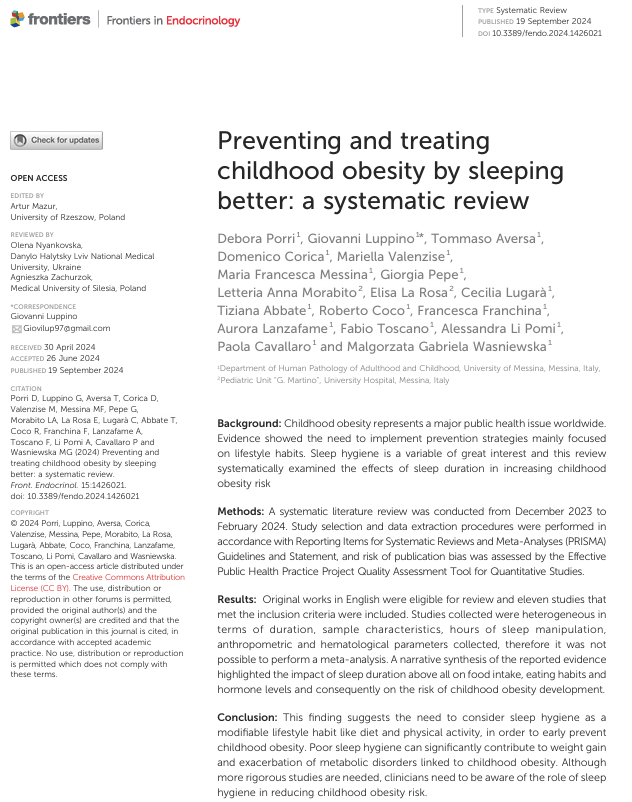 frontiers | Frontiers in Endocrinology
TYPE Systematic Review
PUBLISHED 19 September 2024
DOI 10.3389/fendo.2024.1426021
Check for updates
OPEN ACCESS
EDITED BY
Artur Mazur,
University of Rzeszow, Poland
REVIEWED BY
Olena Nyankovska,
Danylo Halytsky Lviv National Medical
University, Ukraine
Agnieszka Zachurzok,
Medical University of Silesia, Poland
*CORRESPONDENCE
Giovanni Luppino
Giovilup97@gmail.com
RECEIVED 30 April 2024
ACCEPTED 26 June 2024
PUBLISHED 19 September 2024
CITATION
Porri D, Luppino G, Aversa T, Corica D,
Valenzise M, Messina MF, Pepe G,
Morabito LA, La Rosa E, Lugarà C, Abbate T,
Coco R, Franchina F, Lanzafame A,
Toscano F, Li Pomi A, Cavallaro P and
Wasniewska MG (2024) Preventing and
treating childhood obesity by sleeping
better: a systematic review.
Front. Endocrinol. 15:1426021.
doi: 10.3389/fendo.2024.1426021
COPYRIGHT
© 2024 Porri, Luppino, Aversa, Corica,
Valenzise, Messina, Pepe, Morabito, La Rosa,
Lugarà, Abbate, Coco, Franchina, Lanzafame,
Toscano, Li Pomi, Cavallaro and Wasniewska.
This is an open-access article distributed under
the terms of the Creative Commons Attribution
License (CC BY). The use, distribution or
reproduction in other forums is permitted,
provided the original author(s) and the
copyright owner(s) are credited and that the
original publication in this journal is cited, in
accordance with accepted academic
practice. No use, distribution or reproduction
is permitted which does not comply with
these terms.
Preventing and treating
childhood obesity by sleeping
better: a systematic review
Debora Porri¹, Giovanni Luppino¹*, Tommaso Aversa¹,
Domenico Corica¹, Mariella Valenzise¹,
Maria Francesca Messina¹, Giorgia Pepe¹,
Letteria Anna Morabito², Elisa La Rosa², Cecilia Lugarà¹,
Tiziana Abbate¹, Roberto Coco¹, Francesca Franchina¹,
Aurora Lanzafame¹, Fabio Toscano¹, Alessandra Li Pomi¹,
Paola Cavallaro¹ and Malgorzata Gabriela Wasniewska¹
¹Department of Human Pathology of Adulthood and Childhood, University of Messina, Messina, Italy,
²Pediatric Unit "G. Martino", University Hospital, Messina, Italy
Background: Childhood obesity represents a major public health issue worldwide.
Evidence showed the need to implement prevention strategies mainly focused
on lifestyle habits. Sleep hygiene is a variable of great interest and this review
systematically examined the effects of sleep duration in increasing childhood
obesity risk
Methods: A systematic literature review was conducted from December 2023 to
February 2024. Study selection and data extraction procedures were performed in
accordance with Reporting Items for Systematic Reviews and Meta-Analyses (PRISMA)
Guidelines and Statement, and risk of publication bias was assessed by the Effective
Public Health Practice Project Quality Assessment Tool for Quantitative Studies.
Results: Original works in English were eligible for review and eleven studies that
met the inclusion criteria were included. Studies collected were heterogeneous in
terms of duration, sample characteristics, hours of sleep manipulation,
anthropometric and hematological parameters collected, therefore it was not
possible to perform a meta-analysis. A narrative synthesis of the reported evidence
highlighted the impact of sleep duration above all on food intake, eating habits and
hormone levels and consequently on the risk of childhood obesity development.
Conclusion: This finding suggests the need to consider sleep hygiene as a
modifiable lifestyle habit like diet and physical activity, in order to early prevent
childhood obesity. Poor sleep hygiene can significantly contribute to weight gain
and exacerbation of metabolic disorders linked to childhood obesity. Although
more rigorous studies are needed, clinicians need to be aware of the role of sleep
hygiene in reducing childhood obesity risk.